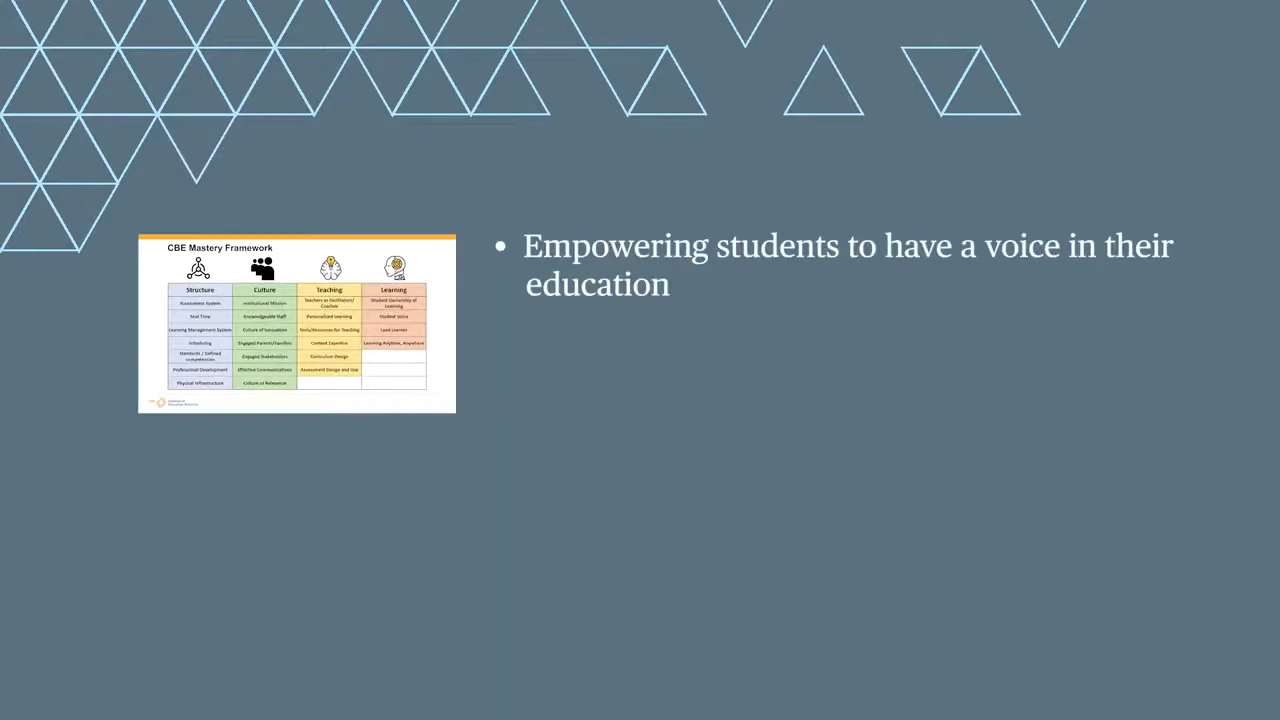 CBE Mastery Framework
Structure Culture Teaching Learning
Assessment System Institutional Mission Teachers as Facilitators/ Student Ownership of
Coaches Learning
Seat Time Knowledgeable Staff Personalized Learning Student Voice
Learning Management System Culture of Innovation Tools/Resources for Teaching Lead Learner
Scheduling Engaged Parents/Families Content Expertise Learning Anytime, Anywhere
Standards / Defined Engaged Stakeholders Curriculum Design
competencies
Professional Development Effective Communications Assessment Design and Use
Physical Infrastructure Culture of Relevance
• Empowering students to have a voice in their
education